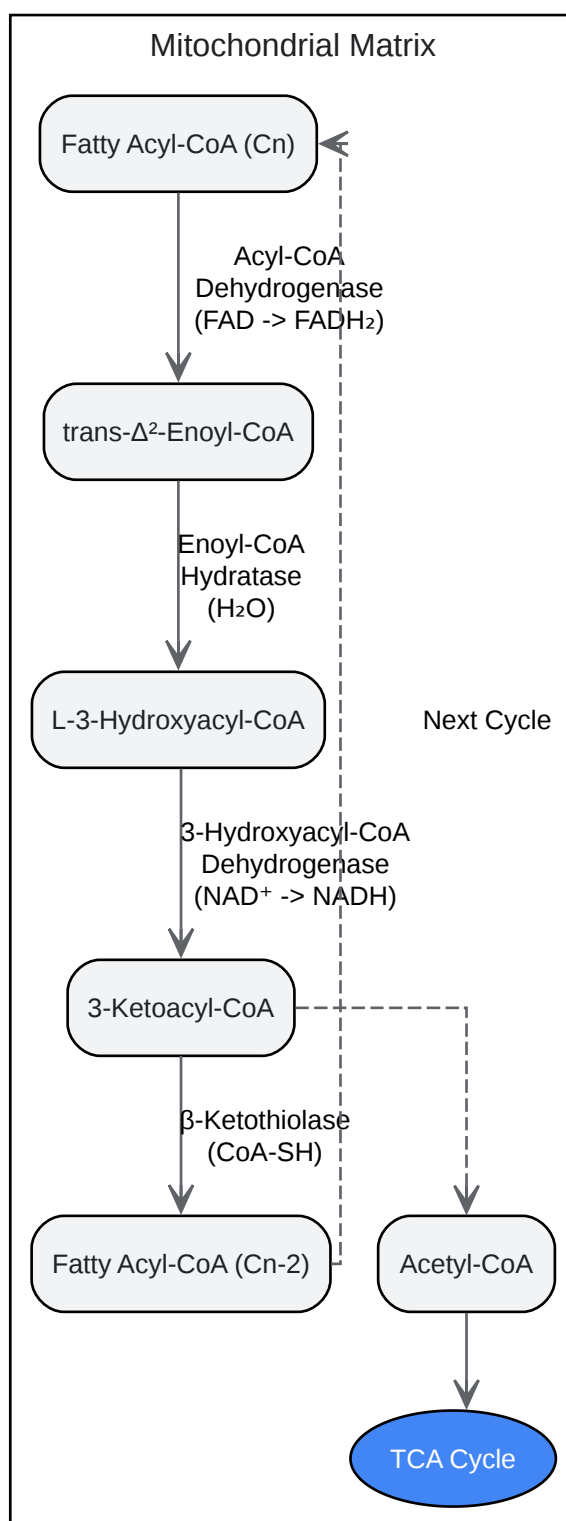 Mitochondrial Matrix
Fatty Acyl-CoA (Cn)
Acyl-CoA
Dehydrogenase
(FAD -> FADH₂)
trans-Δ²-Enoyl-CoA
Enoyl-CoA
Hydratase
(H₂O)
L-3-Hydroxyacyl-CoA
Next Cycle
3-Hydroxyacyl-CoA
Dehydrogenase
(NAD⁺ -> NADH)
3-Ketoacyl-CoA
β-Ketothiolase
(CoA-SH)
Fatty Acyl-CoA (Cn-2)
Acetyl-CoA
TCA Cycle